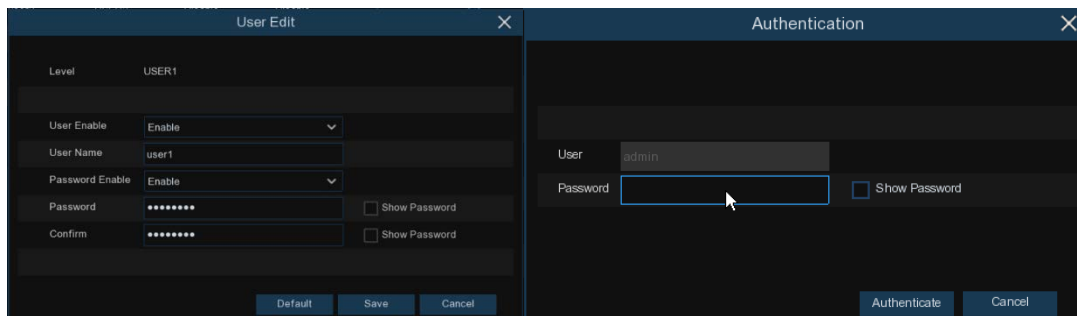 User Edit
Level USER1
User Enable Enable
User Name user1
Password Enable Enable
Password •••••••• Show Password
Confirm •••••••• Show Password
Default Save Cancel
Authentication
User admin
Password Show Password
Authenticate Cancel